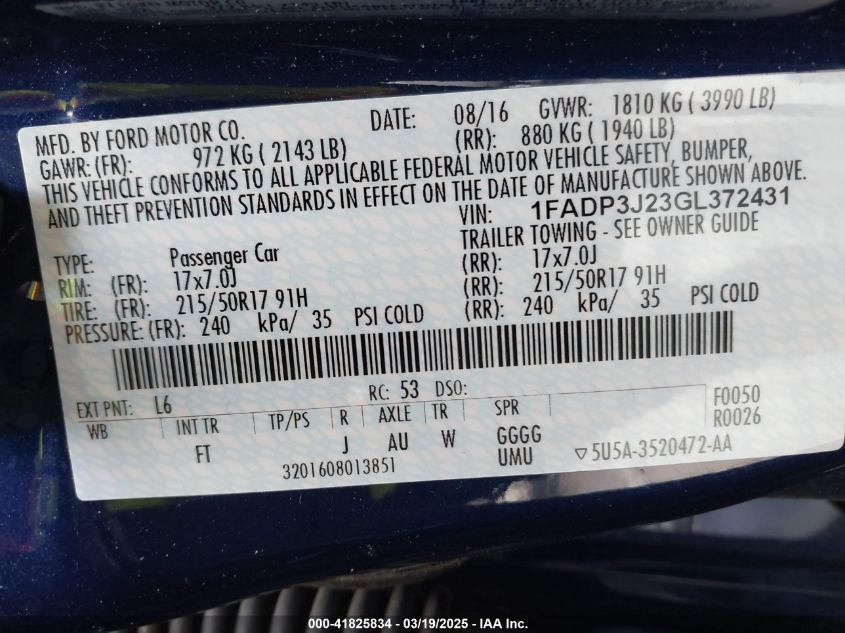 MFD. BY FORD MOTOR CO. DATE: 08/16 GVWR: 1810 KG ( 3990 LB)
GAWR: (FR): 972 KG ( 2143 LB) (RR): 880 KG ( 1940 LB)
THIS VEHICLE CONFORMS TO ALL APPLICABLE FEDERAL MOTOR VEHICLE SAFETY, BUMPER,
AND THEFT PREVENTION STANDARDS IN EFFECT ON THE DATE OF MANUFACTURE SHOWN ABOVE.
VIN: 1FADP3J23GL372431
TYPE: Passenger Car TRAILER TOWING - SEE OWNER GUIDE
RIM: (FR): 17x7.0J (RR): 17x7.0J
TIRE: (FR): 215/50R17 91H (RR): 215/50R17 91H
PRESSURE: (FR): 240 kPa/ 35 PSI COLD (RR): 240 kPa/ 35 PSI COLD
EXT PNT: L6 RC: 53 DSO: F0050
WB INT TR TP/PS R AXLE TR SPR R0026
FT J AU W GGGG
UMU ▽5U5A-3520472-AA
3201608013851
000-41825834 - 03/19/2025 - IAAI, Inc.